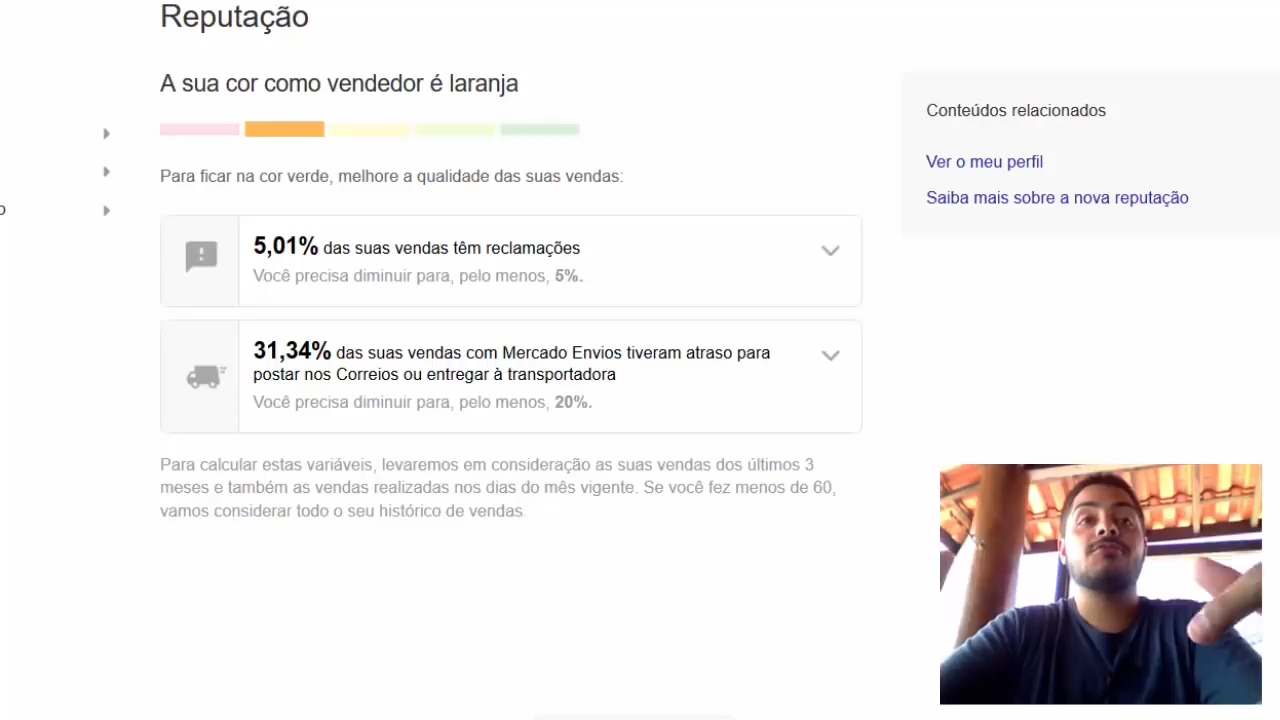 Reputação
A sua cor como vendedor é laranja
Para ficar na cor verde, melhore a qualidade das suas vendas:
5,01% das suas vendas têm reclamações
Você precisa diminuir para, pelo menos, 5%.
31,34% das suas vendas com Mercado Envios tiveram atraso para
postar nos Correios ou entregar à transportadora
Você precisa diminuir para, pelo menos, 20%.
Para calcular estas variáveis, levaremos em consideração as suas vendas dos últimos 3
meses e também as vendas realizadas nos dias do mês vigente. Se você fez menos de 60,
vamos considerar todo o seu histórico de vendas.
Conteúdos relacionados
Ver o meu perfil
Saiba mais sobre a nova reputação
o